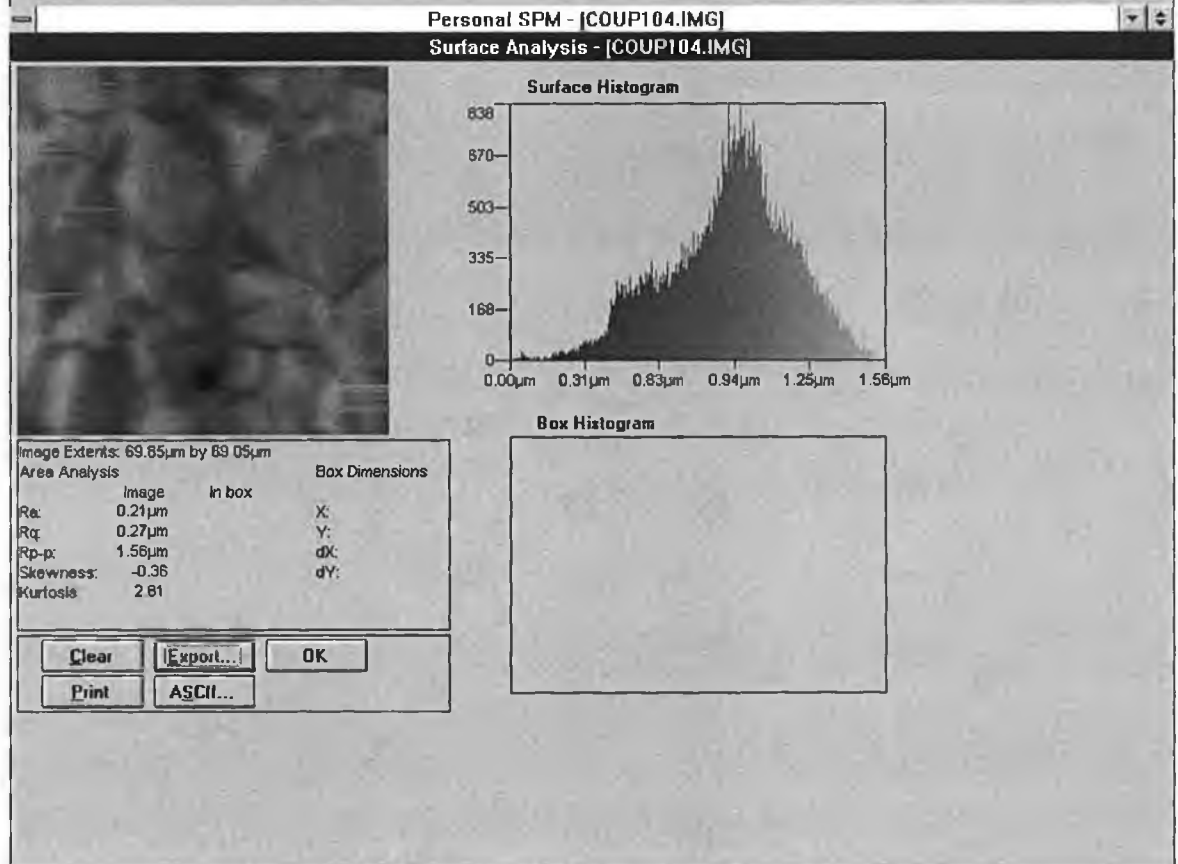 Personal SPM - [COUP104.IMG]
Surface Analysis - [COUP104.IMG]
Surface Histogram
838
670
503
335
168
0
0.00µm 0.31µm 0.63µm 0.94µm 1.25µm 1.56µm
Image Extents: 69.85µm by 69.05µm
Area Analysis Box Dimensions
Image In box
Ra: 0.21µm X:
Rq: 0.27µm Y:
Rp-p: 1.56µm dX:
Skewness: -0.36 dY:
Kurtosis 2.81
Clear Export... OK
Print ASCII...
Box Histogram